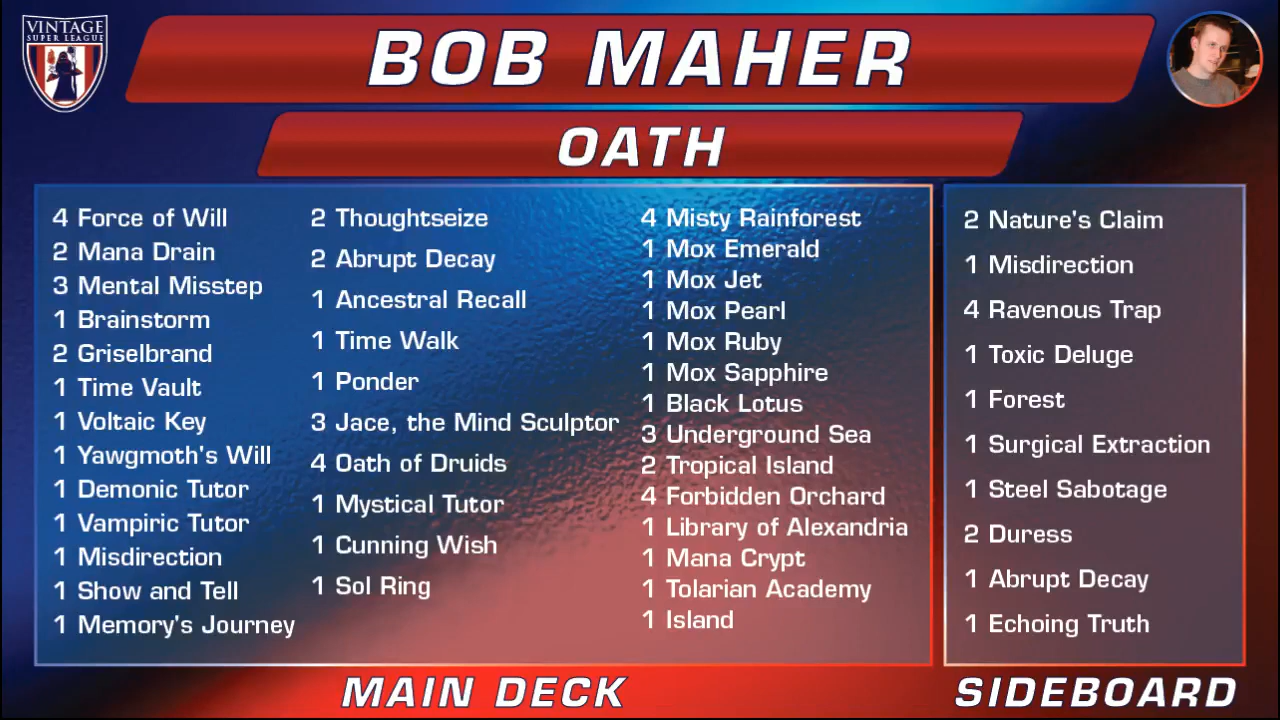 VINTAGE
SUPER LEAGUE
BOB MAHER
OATH
4 Force of Will
2 Mana Drain
3 Mental Misstep
1 Brainstorm
2 Griselbrand
1 Time Vault
1 Voltaic Key
1 Yawgmoth's Will
1 Demonic Tutor
1 Vampiric Tutor
1 Misdirection
1 Show and Tell
1 Memory's Journey
2 Thoughtseize
2 Abrupt Decay
1 Ancestral Recall
1 Time Walk
1 Ponder
3 Jace, the Mind Sculptor
4 Oath of Druids
1 Mystical Tutor
1 Cunning Wish
1 Sol Ring
4 Misty Rainforest
1 Mox Emerald
1 Mox Jet
1 Mox Pearl
1 Mox Ruby
1 Mox Sapphire
1 Black Lotus
3 Underground Sea
2 Tropical Island
4 Forbidden Orchard
1 Library of Alexandria
1 Mana Crypt
1 Tolarian Academy
1 Island
MAIN DECK
2 Nature's Claim
1 Misdirection
4 Ravenous Trap
1 Toxic Deluge
1 Forest
1 Surgical Extraction
1 Steel Sabotage
2 Duress
1 Abrupt Decay
1 Echoing Truth
SIDEBOARD